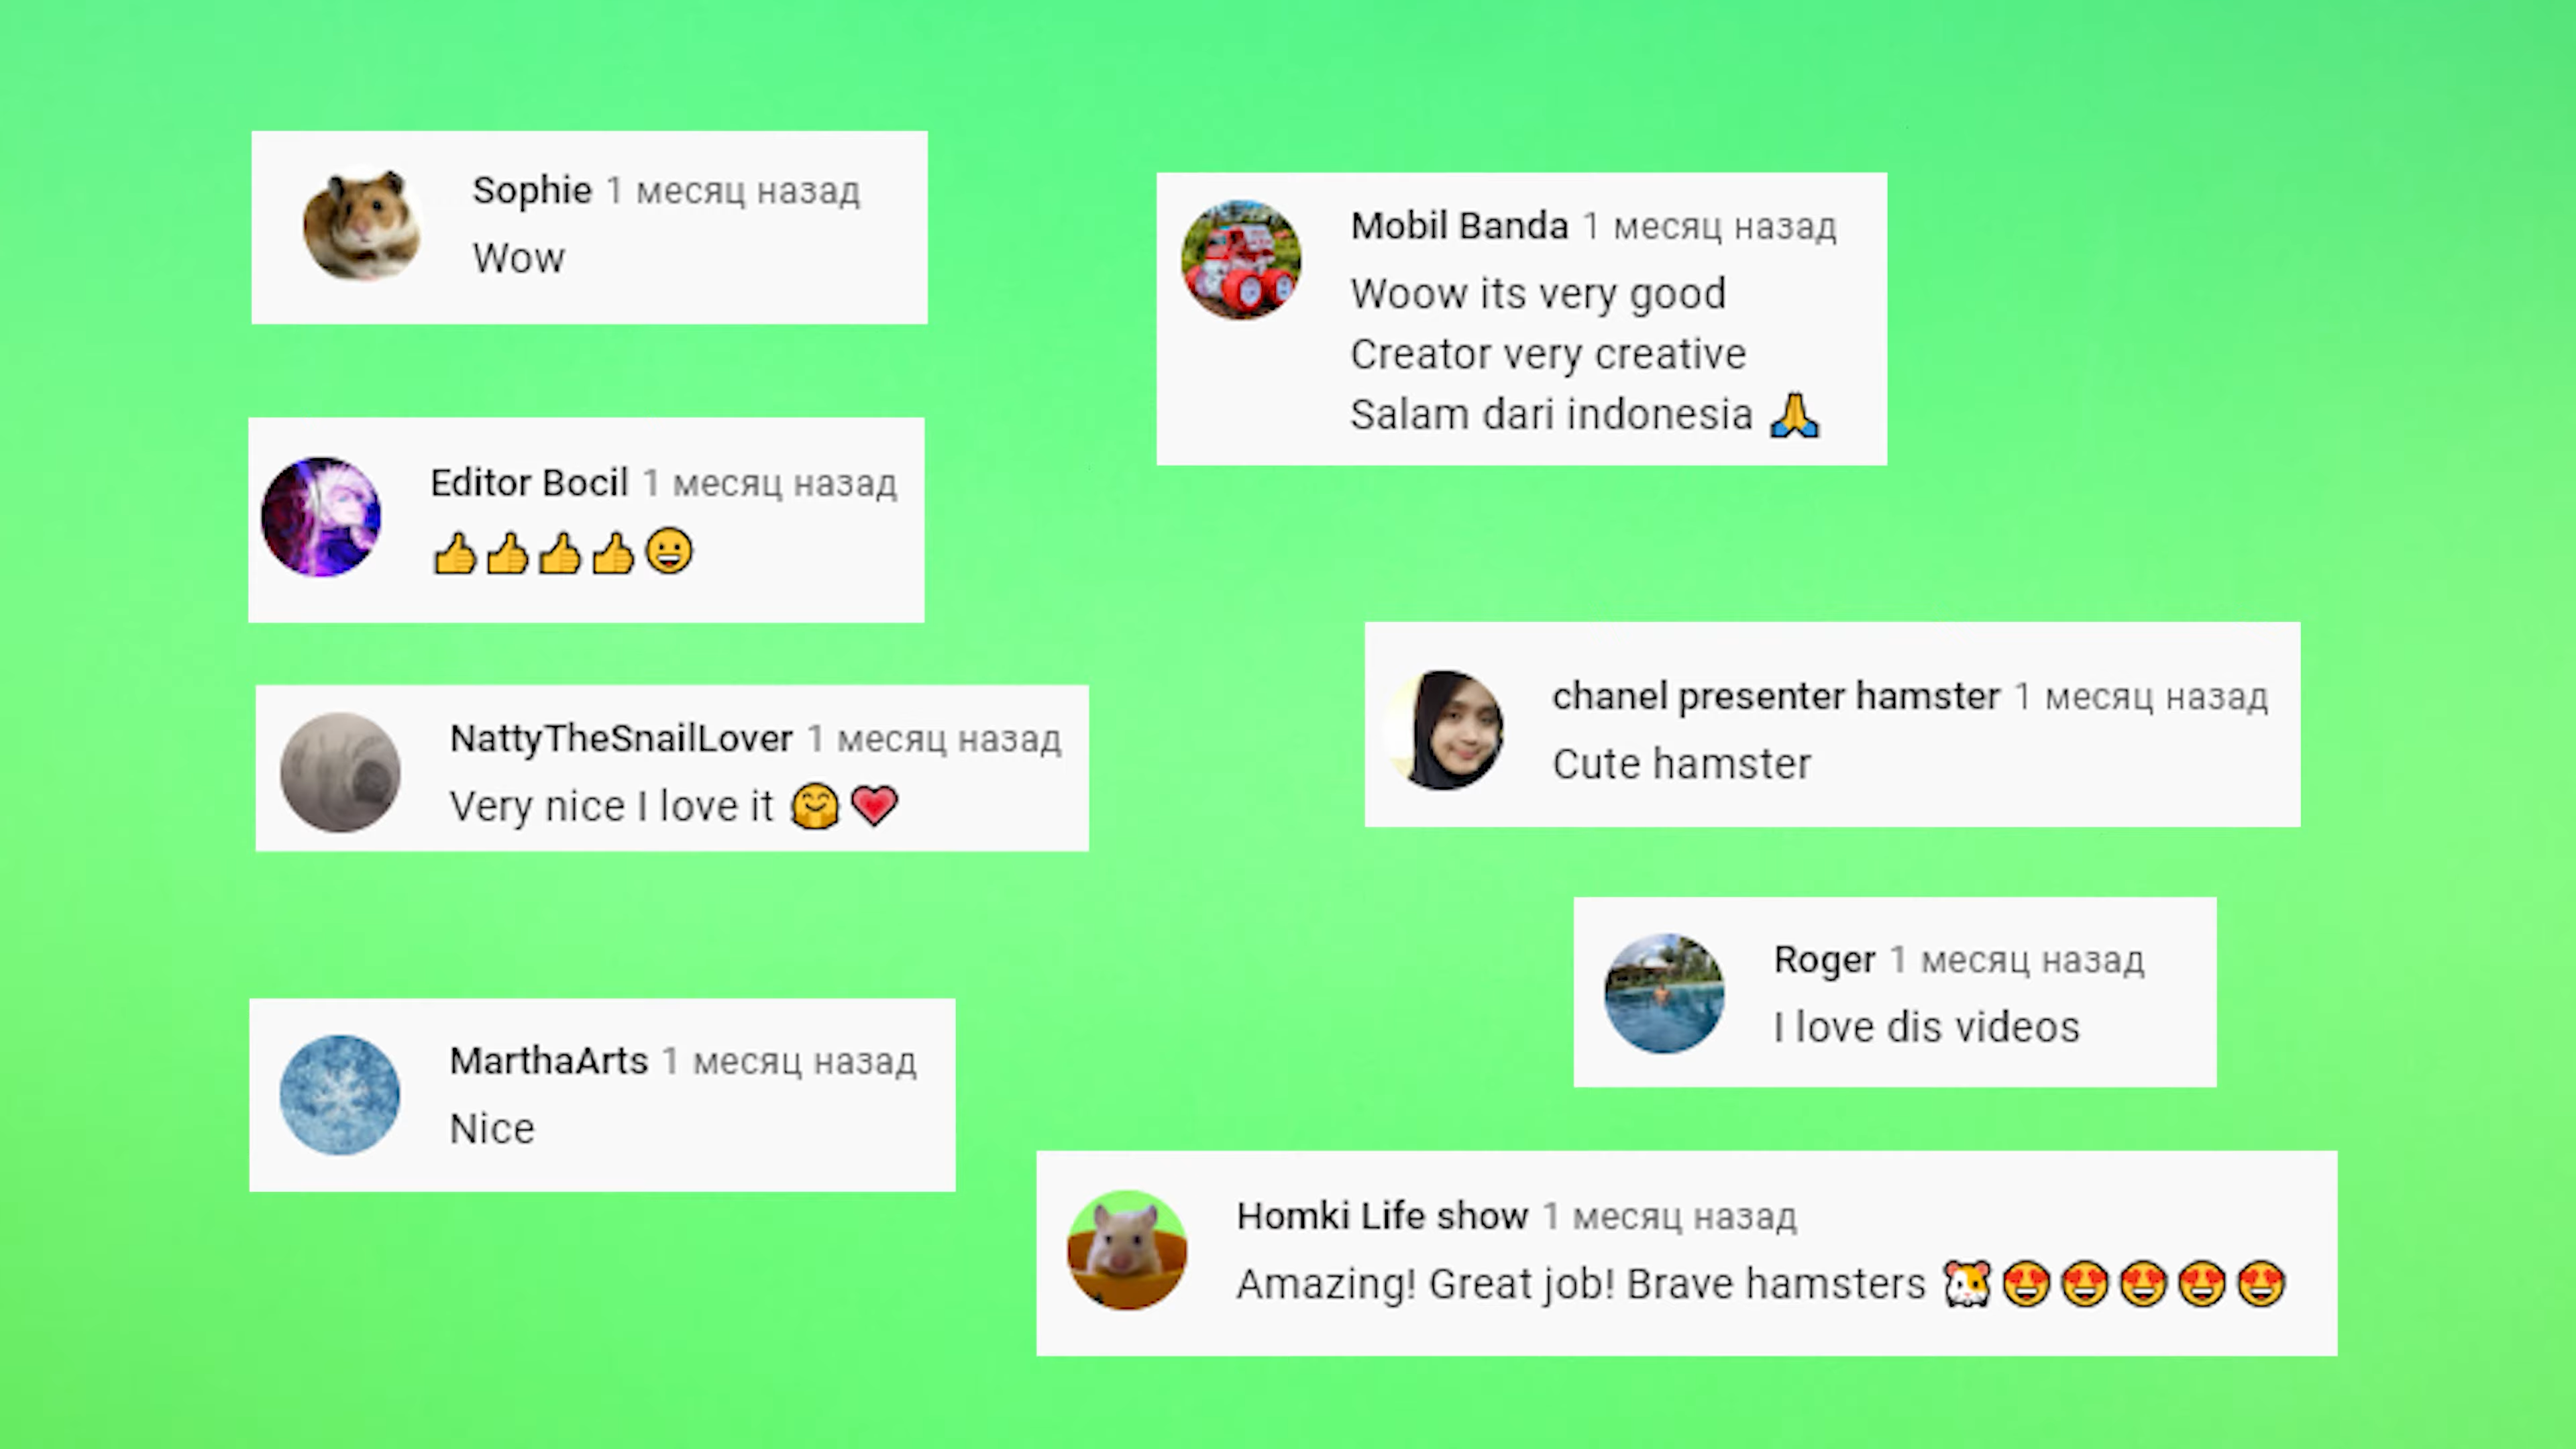 Sophie 1 месяц назад
Wow
Editor Bocil 1 месяц назад
👍👍👍👍😀
NattyTheSnailLover 1 месяц назад
Very nice I love it 🤗❤️
MarthaArts 1 месяц назад
Nice
Mobil Banda 1 месяц назад
Woow its very good
Creator very creative
Salam dari indonesia 🙏
chanel presenter hamster 1 месяц назад
Cute hamster
Roger 1 месяц назад
I love dis videos
Homki Life show 1 месяц назад
Amazing! Great job! Brave hamsters 🐹😍😍😍😍😍